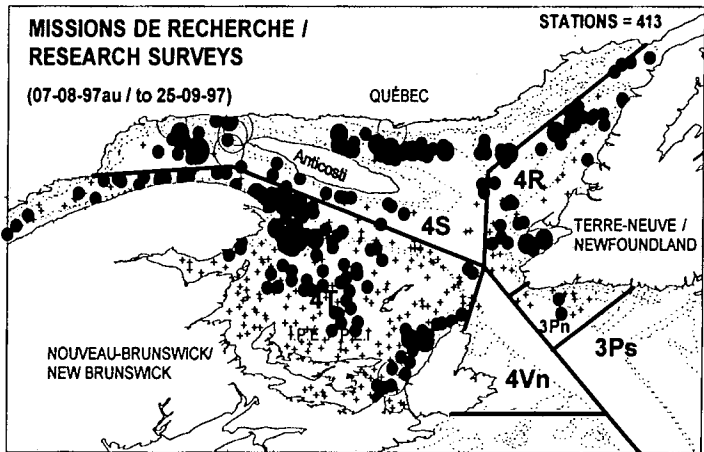 MISSIONS DE RECHERCHE /
RESEARCH SURVEYS
STATIONS = 413
(07-08-97au / to 25-09-97)
QUÉBEC
Anticosti
4R
4S
TERRE-NEUVE /
NEWFOUNDLAND
4T
3Pn
3Ps
NOUVEAU-BRUNSWICK/
NEW BRUNSWICK
4Vn